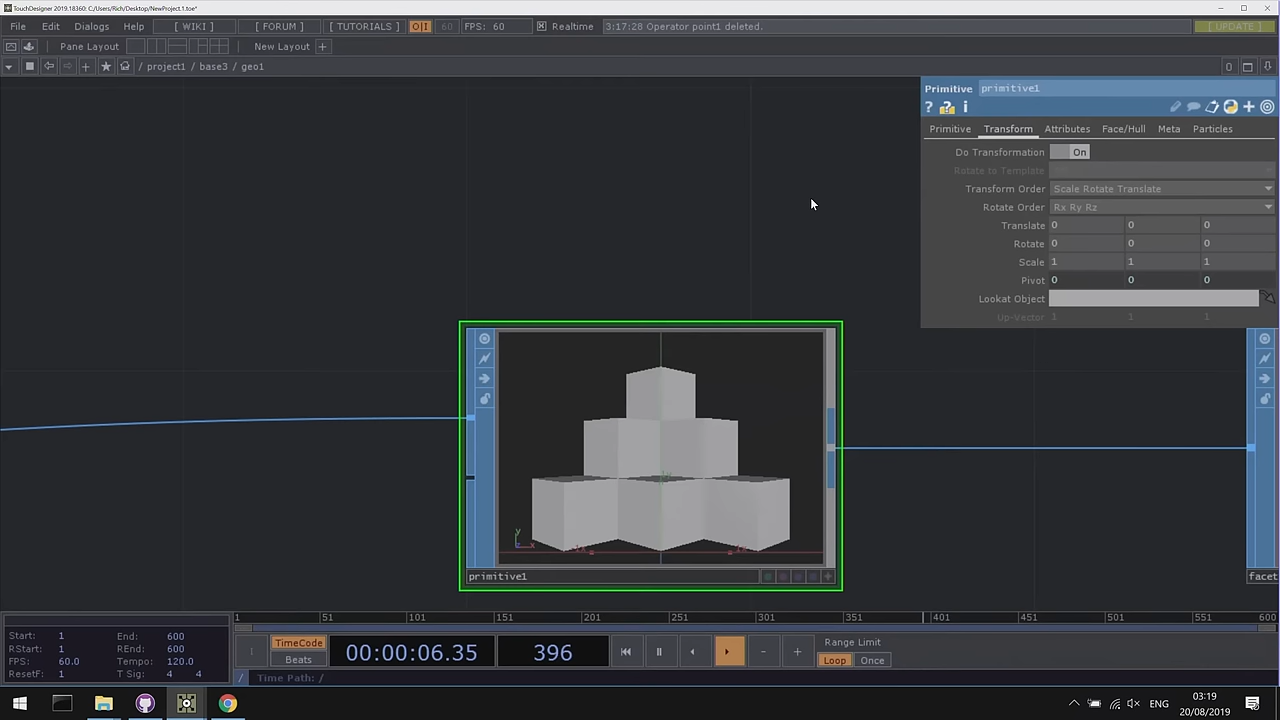 TouchDesigner 2019.18360: C:/Users/Rich/Desktop/NewProject.1.toe*
File Edit Dialogs Help [ WIKI ] [ FORUM ] [ TUTORIALS ] O|I 60 FPS: 60 Realtime 3:17:28 Operator point1 deleted. [ UPDATE ]
Pane Layout New Layout +
/ project1 / base3 / geo1
Primitive primitive1
? ? i
Primitive Transform Attributes Face/Hull Meta Particles
Do Transformation On
Rotate to Template
Transform Order Scale Rotate Translate
Rotate Order Rx Ry Rz
Translate 0 0 0
Rotate 0 0 0
Scale 1 1 1
Pivot 0 0 0
Lookat Object
Up-Vector 1 1 1
y
x
primitive1
facet
1 51 101 151 201 251 301 351 401 451 501 551 600
Start: 1 End: 600
RStart: 1 REnd: 600
FPS: 60.0 Tempo: 120.0
ResetF: 1 T Sig: 4 4
TimeCode
Beats
00:00:06.35
396
Range Limit
Loop Once
/ Time Path: /
ENG
03:19
20/08/2019